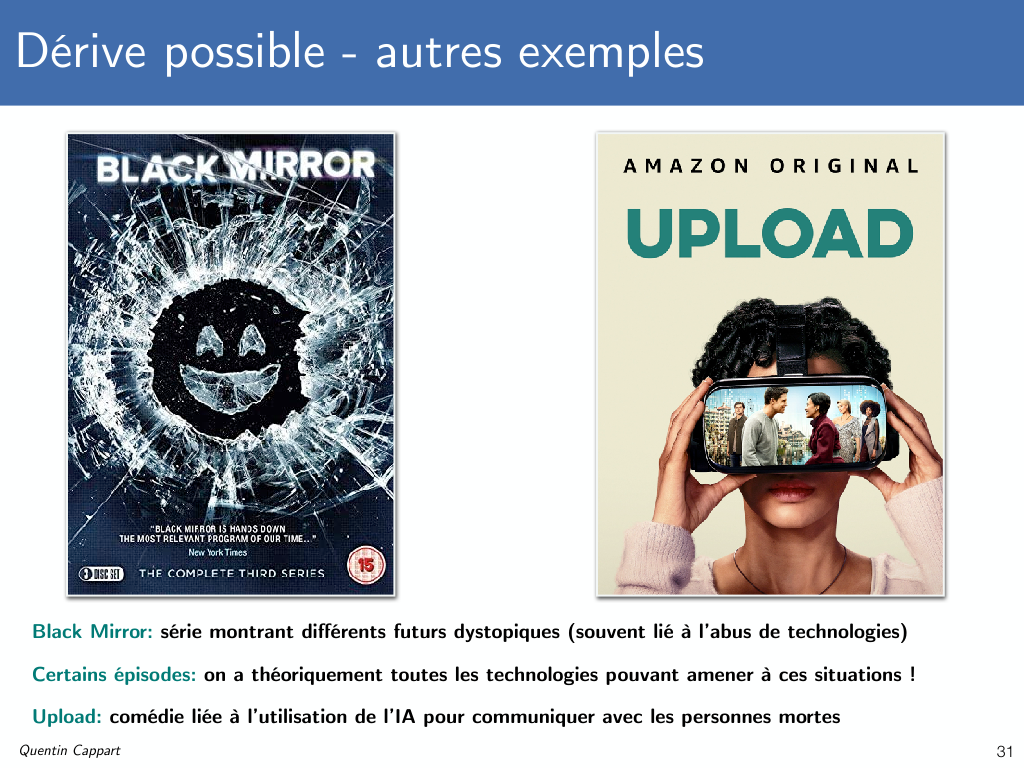 Dérive possible - autres exemples
BLACK MIRROR
"BLACK MIRROR IS HANDS DOWN
THE MOST RELEVANT PROGRAM OF OUR TIME..."
New York Times
3 DISC SET
THE COMPLETE THIRD SERIES
15
AMAZON ORIGINAL
UPLOAD
Black Mirror: série montrant différents futurs dystopiques (souvent lié à l'abus de technologies)
Certains épisodes: on a théoriquement toutes les technologies pouvant amener à ces situations !
Upload: comédie liée à l'utilisation de l'IA pour communiquer avec les personnes mortes
Quentin Cappart
31